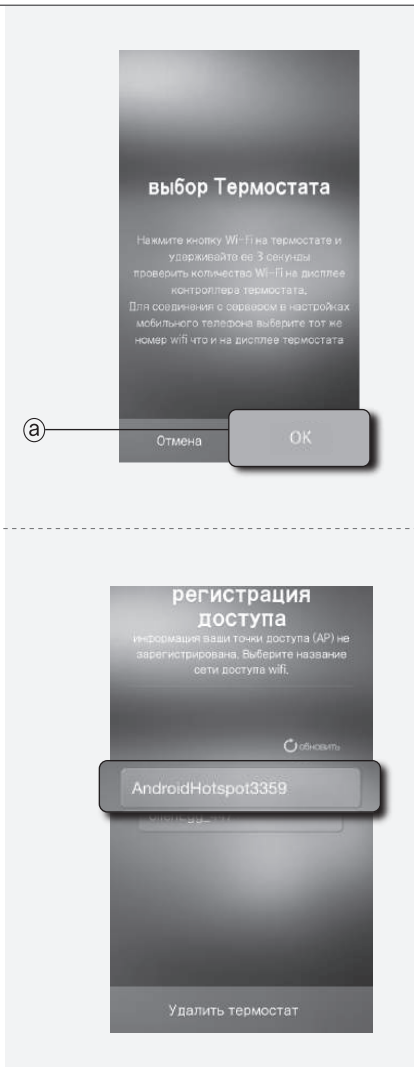 выбор Термостата
Нажмите кнопку Wi-Fi на термостате и
удерживайте ее 3 секунды
проверить количество Wi-Fi на дисплее
контроллера термостата.
Для соединения с сервером в настройках
мобильного телефона выберите тот же
номер wifi что и на дисплее термостата
ⓐ
Отмена
OK
регистрация
доступа
информация ваши точки доступа (AP) не
зарегистрирована. Выберите название
сети доступа wifi.
обновить
AndroidHotspot3359
Удалить термостат